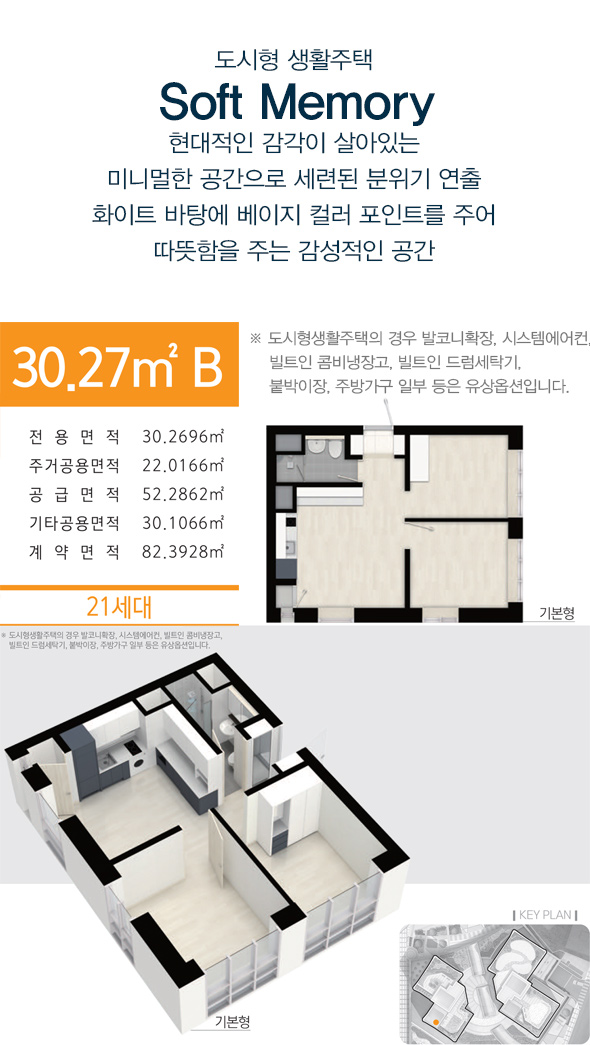 도시형 생활주택
Soft Memory
현대적인 감각이 살아있는
미니멀한 공간으로 세련된 분위기 연출
화이트 바탕에 베이지 컬러 포인트를 주어
따뜻함을 주는 감성적인 공간
30.27㎡ B
※ 도시형생활주택의 경우 발코니확장, 시스템에어컨,
빌트인 콤비냉장고, 빌트인 드럼세탁기,
붙박이장, 주방가구 일부 등은 유상옵션입니다.
전용면적 30.2696㎡
주거공용면적 22.0166㎡
공급면적 52.2862㎡
기타공용면적 30.1066㎡
계약면적 82.3928㎡
21세대
기본형
※ 도시형생활주택의 경우 발코니확장, 시스템에어컨, 빌트인 콤비냉장고,
빌트인 드럼세탁기, 붙박이장, 주방가구 일부 등은 유상옵션입니다.
KEY PLAN
기본형